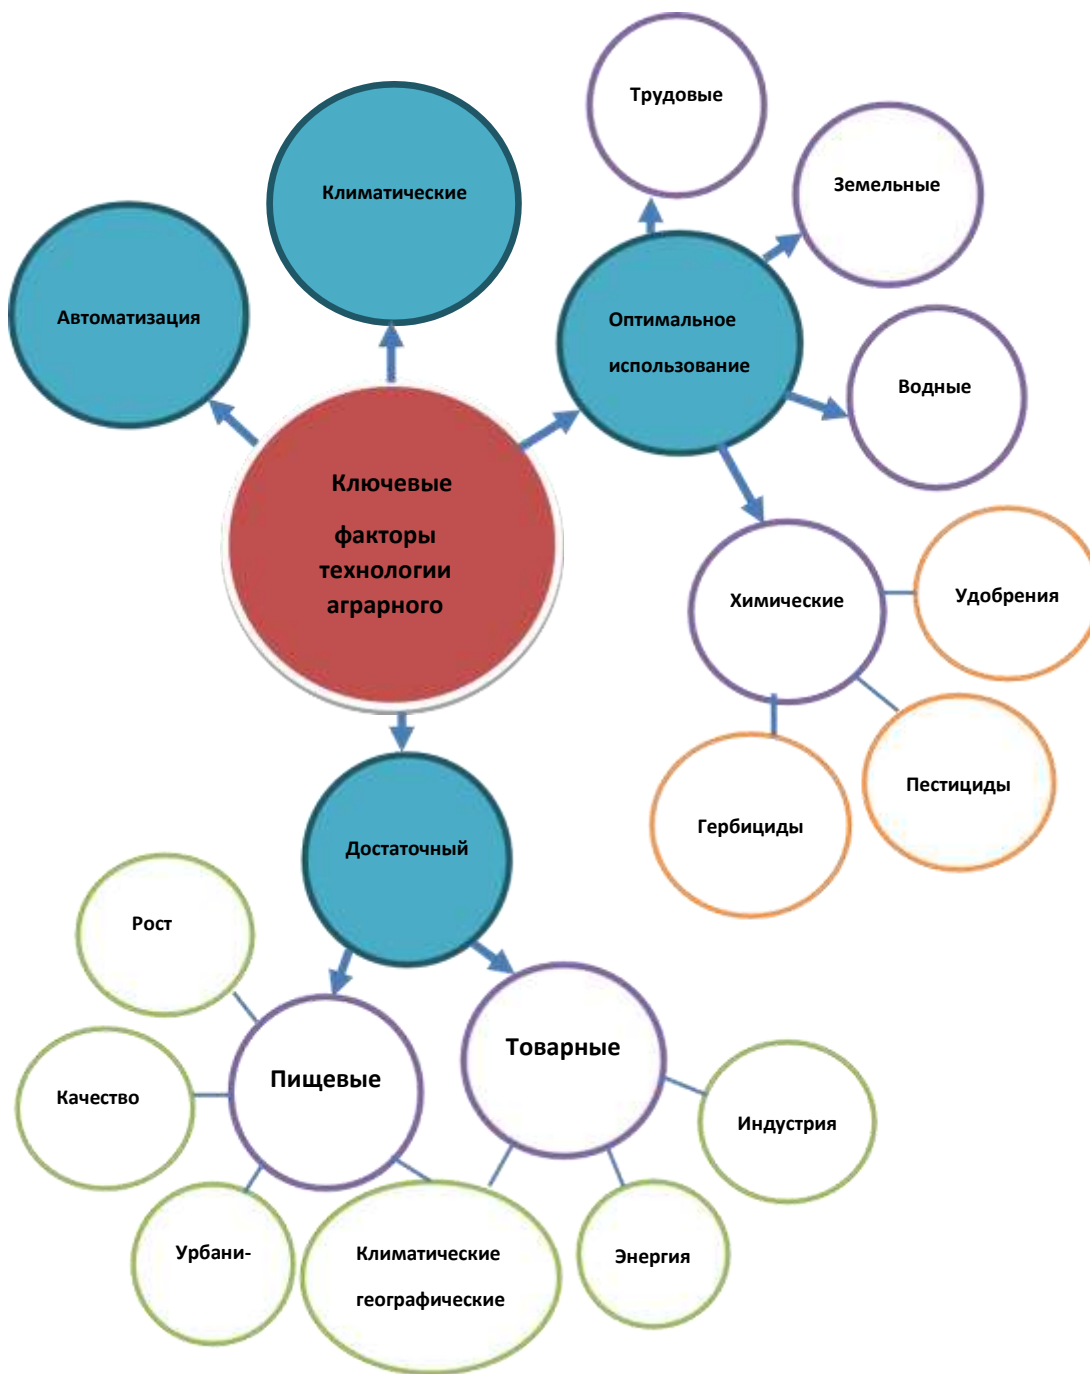 Трудовые
Земельные
Климатические
Автоматизация
Оптимальное
использование
Водные
Ключевые
факторы
технологии
аграрного
Химические
Удобрения
Пестициды
Гербициды
Достаточный
Рост
Товарные
Пищевые
Качество
Индустрия
Урбани-
Климатические
географические
Энергия